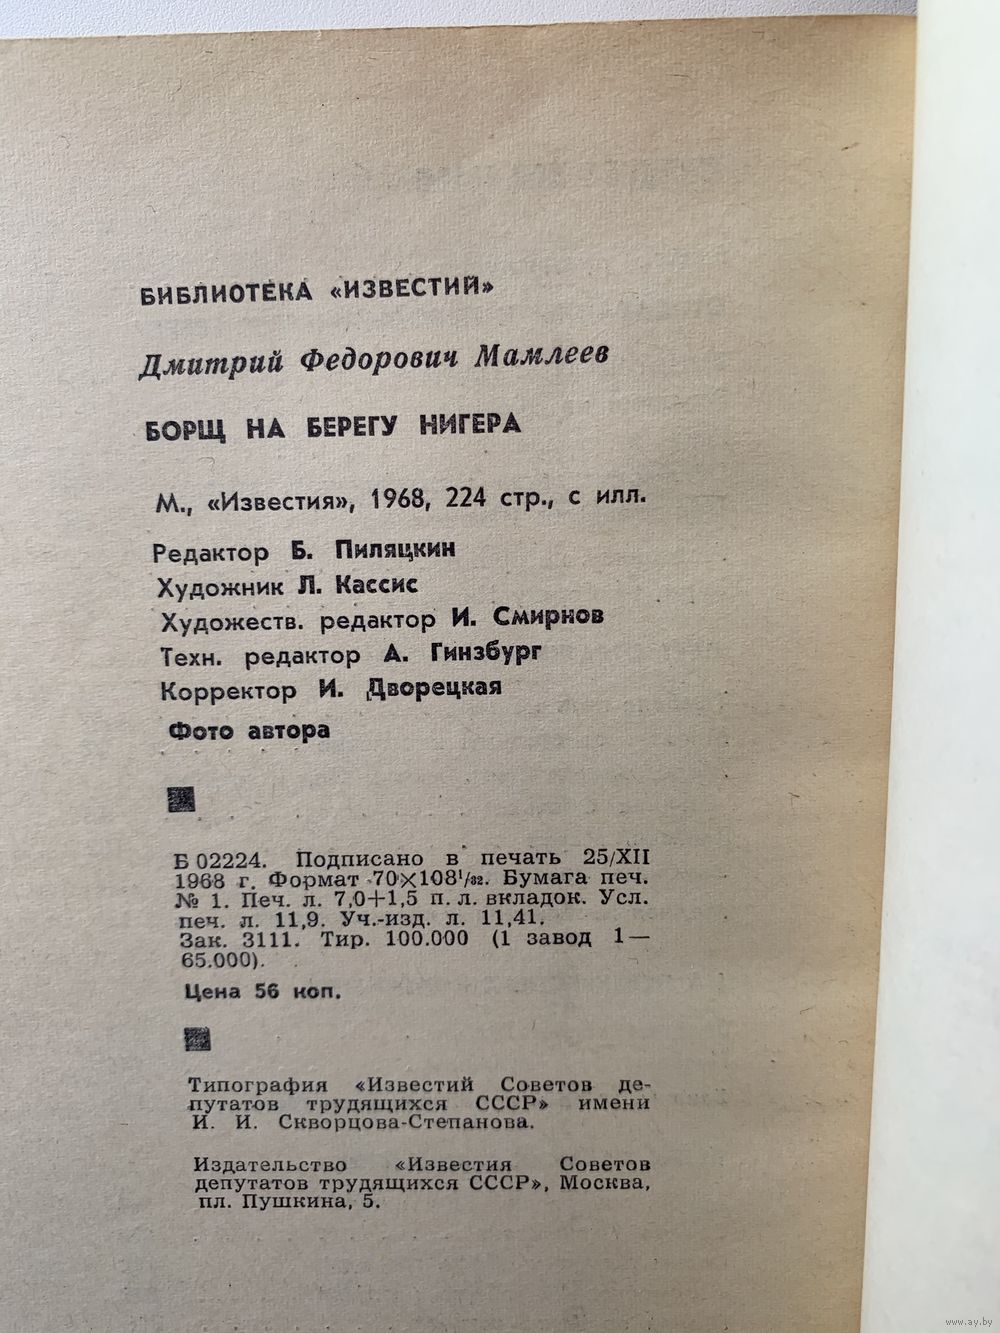 БИБЛИОТЕКА «ИЗВЕСТИЙ»
Дмитрий Федорович Мамлеев
БОРЩ НА БЕРЕГУ НИГЕРА
М., «Известия», 1968, 224 стр., с илл.
Редактор Б. Пиляцкин
Художник Л. Кассис
Художеств. редактор И. Смирнов
Техн. редактор А. Гинзбург
Корректор И. Дворецкая
Фото автора
Б 02224. Подписано в печать 25/XII
1968 г. Формат 70×108¹/₃₂. Бумага печ.
№ 1. Печ. л. 7,0+1,5 п. л. вкладок. Усл.
печ. л. 11,9. Уч.-изд. л. 11,41.
Зак. 3111. Тир. 100.000 (1 завод 1—
65.000).
Цена 56 коп.
Типография «Известий Советов де-
путатов трудящихся СССР» имени
И. И. Скворцова-Степанова.
Издательство «Известия Советов
депутатов трудящихся СССР», Москва,
пл. Пушкина, 5.
www.ay.by